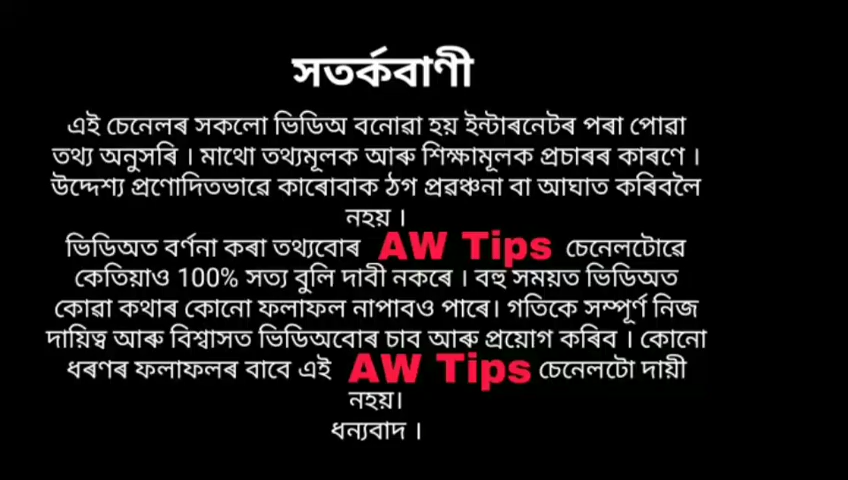 সতৰ্কবাণী
এই চেনেলৰ সকলো ভিডিঅ বনোৱা হয় ইন্টাৰনেটৰ পৰা পোৱা
তথ্য অনুসৰি । মাথো তথ্যমূলক আৰু শিক্ষামূলক প্ৰচাৰৰ কাৰণে ।
উদ্দেশ্য প্ৰণোদিতভাৱে কাৰোবাক ঠগ প্ৰৱঞ্চনা বা আঘাত কৰিবলৈ
নহয় ।
ভিডিঅত বৰ্ণনা কৰা তথ্যবোৰ AW Tips চেনেলটোৱে
কেতিয়াও 100% সত্য বুলি দাবী নকৰে । বহু সময়ত ভিডিঅত
কোৱা কথাৰ কোনো ফলাফল নাপাবও পাৰে। গতিকে সম্পূৰ্ণ নিজ
দায়িত্ব আৰু বিশ্বাসত ভিডিঅবোৰ চাব আৰু প্ৰয়োগ কৰিব । কোনো
ধৰণৰ ফলাফলৰ বাবে এই AW Tips চেনেলটো দায়ী
নহয়।
ধন্যবাদ ।